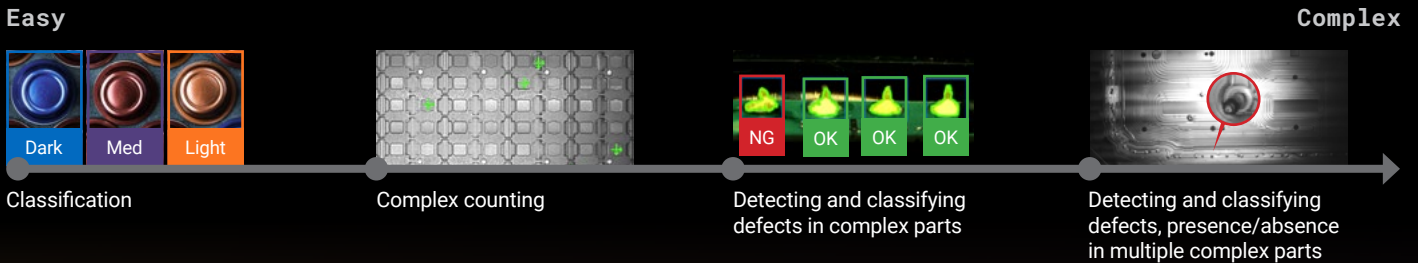 Easy
Complex
Dark
Med
Light
NG
OK
OK
OK
Classification
Complex counting
Detecting and classifying
defects in complex parts
Detecting and classifying
defects, presence/absence
in multiple complex parts